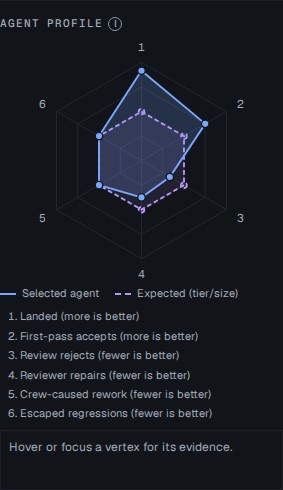 AGENT PROFILE i
1
6
2
5
3
4
Selected agent Expected (tier/size)
1. Landed (more is better)
2. First-pass accepts (more is better)
3. Review rejects (fewer is better)
4. Reviewer repairs (fewer is better)
5. Crew-caused rework (fewer is better)
6. Escaped regressions (fewer is better)
Hover or focus a vertex for its evidence.